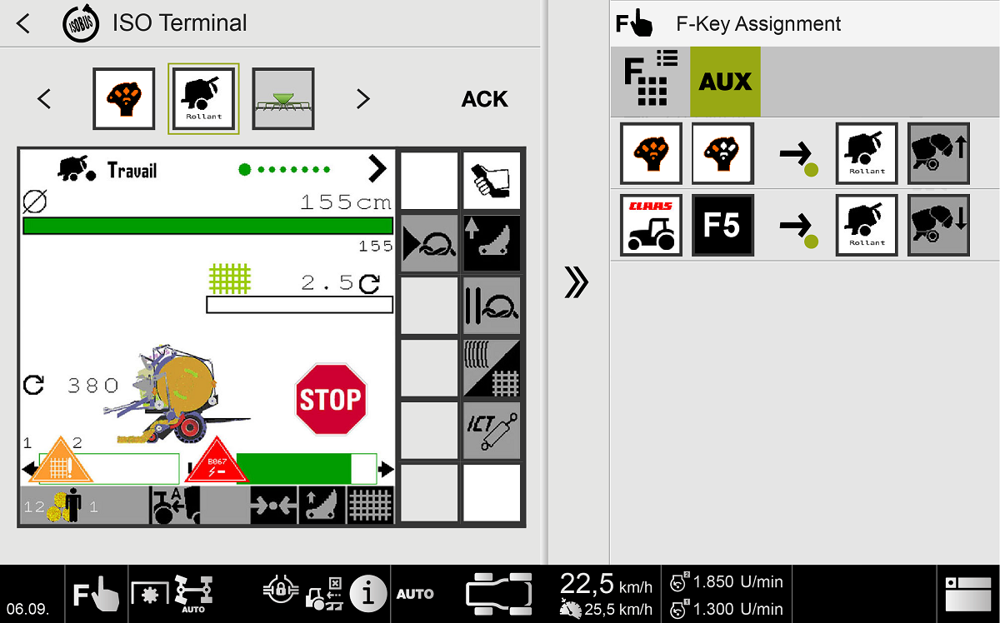 ISOBUS ISO Terminal
Rollant
ACK
Travail
155cm
155
2.5
380
STOP
1 2
B067
12 1
A
ICT
F
F-Key Assignment
F
AUX
Rollant
CLAAS
F5
Rollant
06.09.
F
AUTO
i
AUTO
22,5 km/h
25,5 km/h
2 1.850 U/min
1 1.300 U/min